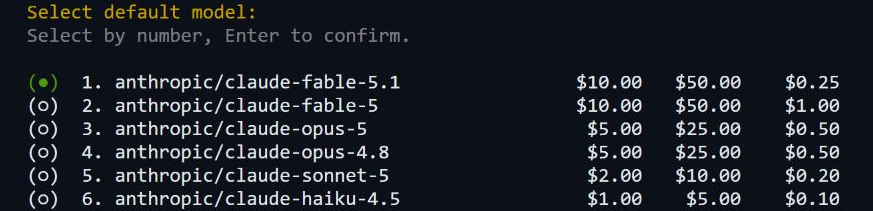 Select default model:
Select by number, Enter to confirm.
(●) 1. anthropic/claude-fable-5.1 $10.00 $50.00 $0.25
(○) 2. anthropic/claude-fable-5 $10.00 $50.00 $1.00
(○) 3. anthropic/claude-opus-5 $5.00 $25.00 $0.50
(○) 4. anthropic/claude-opus-4.8 $5.00 $25.00 $0.50
(○) 5. anthropic/claude-sonnet-5 $2.00 $10.00 $0.20
(○) 6. anthropic/claude-haiku-4.5 $1.00 $5.00 $0.10